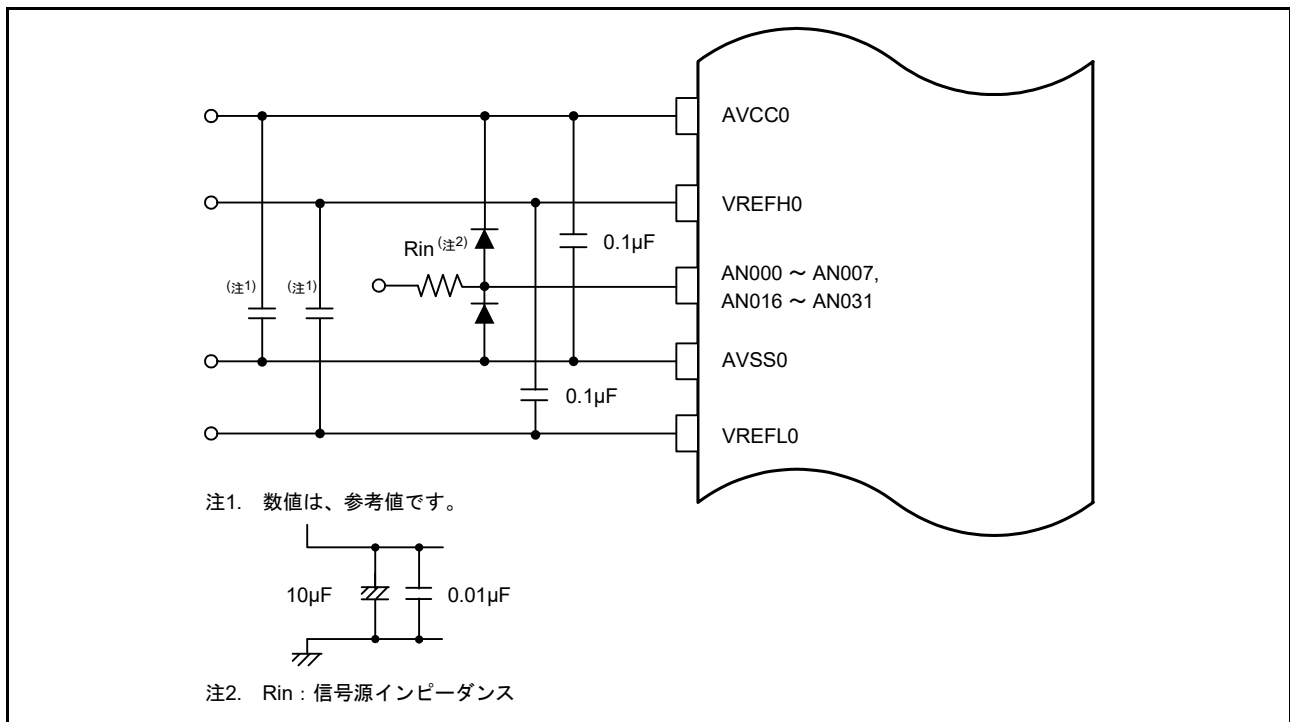 AVCC0
VREFH0
Rin(注2)
0.1µF
(注1)
(注1)
AN000 ～ AN007,
AN016 ～ AN031
AVSS0
0.1µF
VREFL0
注1. 数値は、参考値です。
10µF
0.01µF
注2. Rin：信号源インピーダンス